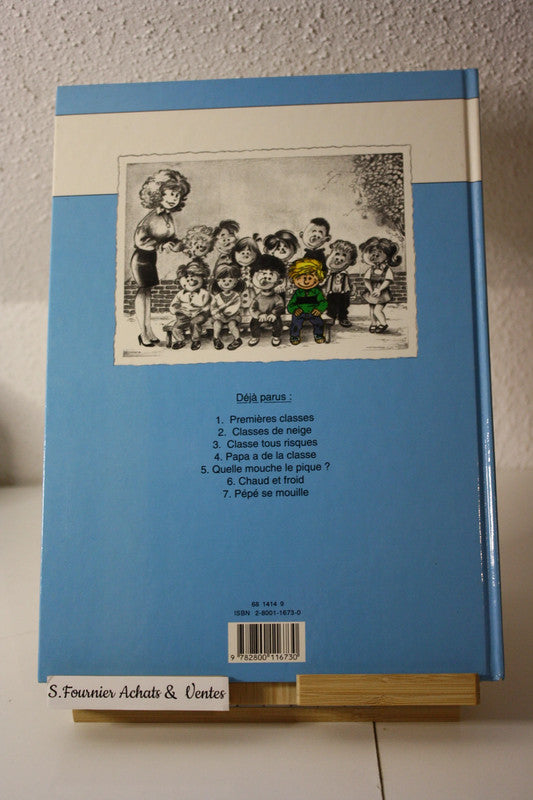 Déjà parus :
1. Premières classes
2. Classes de neige
3. Classe tous risques
4. Papa a de la classe
5. Quelle mouche le pique ?
6. Chaud et froid
7. Pépé se mouille
68 1414 9
ISBN 2-8001-1673-0
9 782800 116730
S.Fournier Achats & Ventes